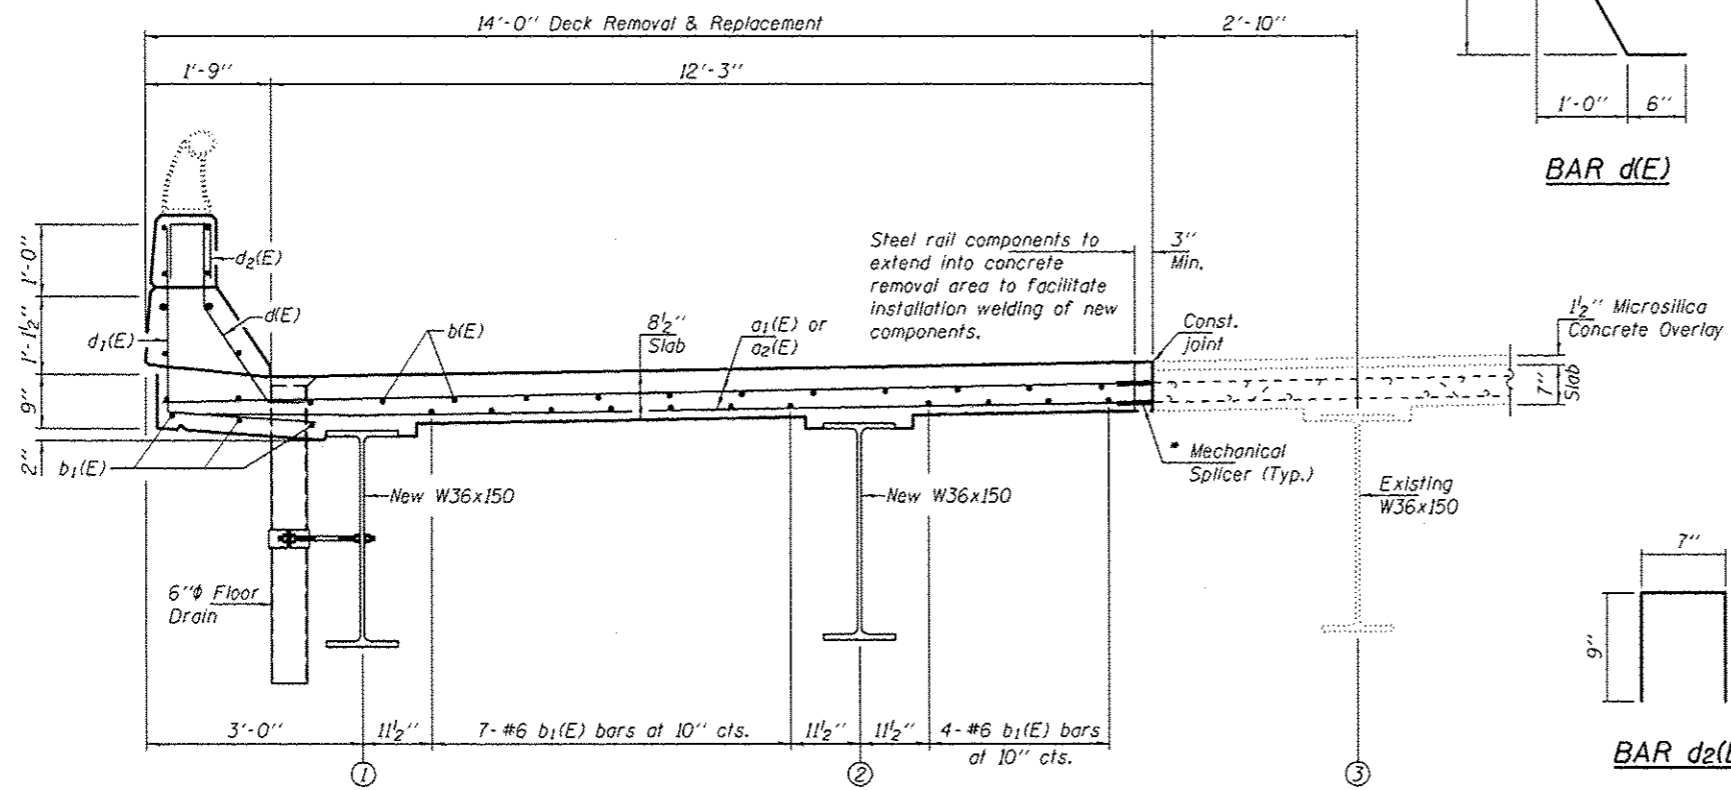 14'-0" Deck Removal & Replacement
2'-10"
1'-9"
12'-3"
1'-0"
6"
BAR d(E)
d2(E)
Steel rail components to
extend into concrete
removal area to facilitate
installation welding of new
components.
3"
Min.
1'-0"
1'-1½"
9"
2"
d(E)
d1(E)
b(E)
8½"
Slab
a1(E) or
a2(E)
Const.
joint
1½" Microsilica
Concrete Overlay
7"
Slab
b1(E)
New W36x150
New W36x150
* Mechanical
Splicer (Typ.)
Existing
W36x150
6"ϕ Floor
Drain
7"
9"
3'-0"
11½"
7- #6 b1(E) bars at 10" cts.
11½"
11½"
4- #6 b1(E) bars
at 10" cts.
1
2
3
BAR d2(E